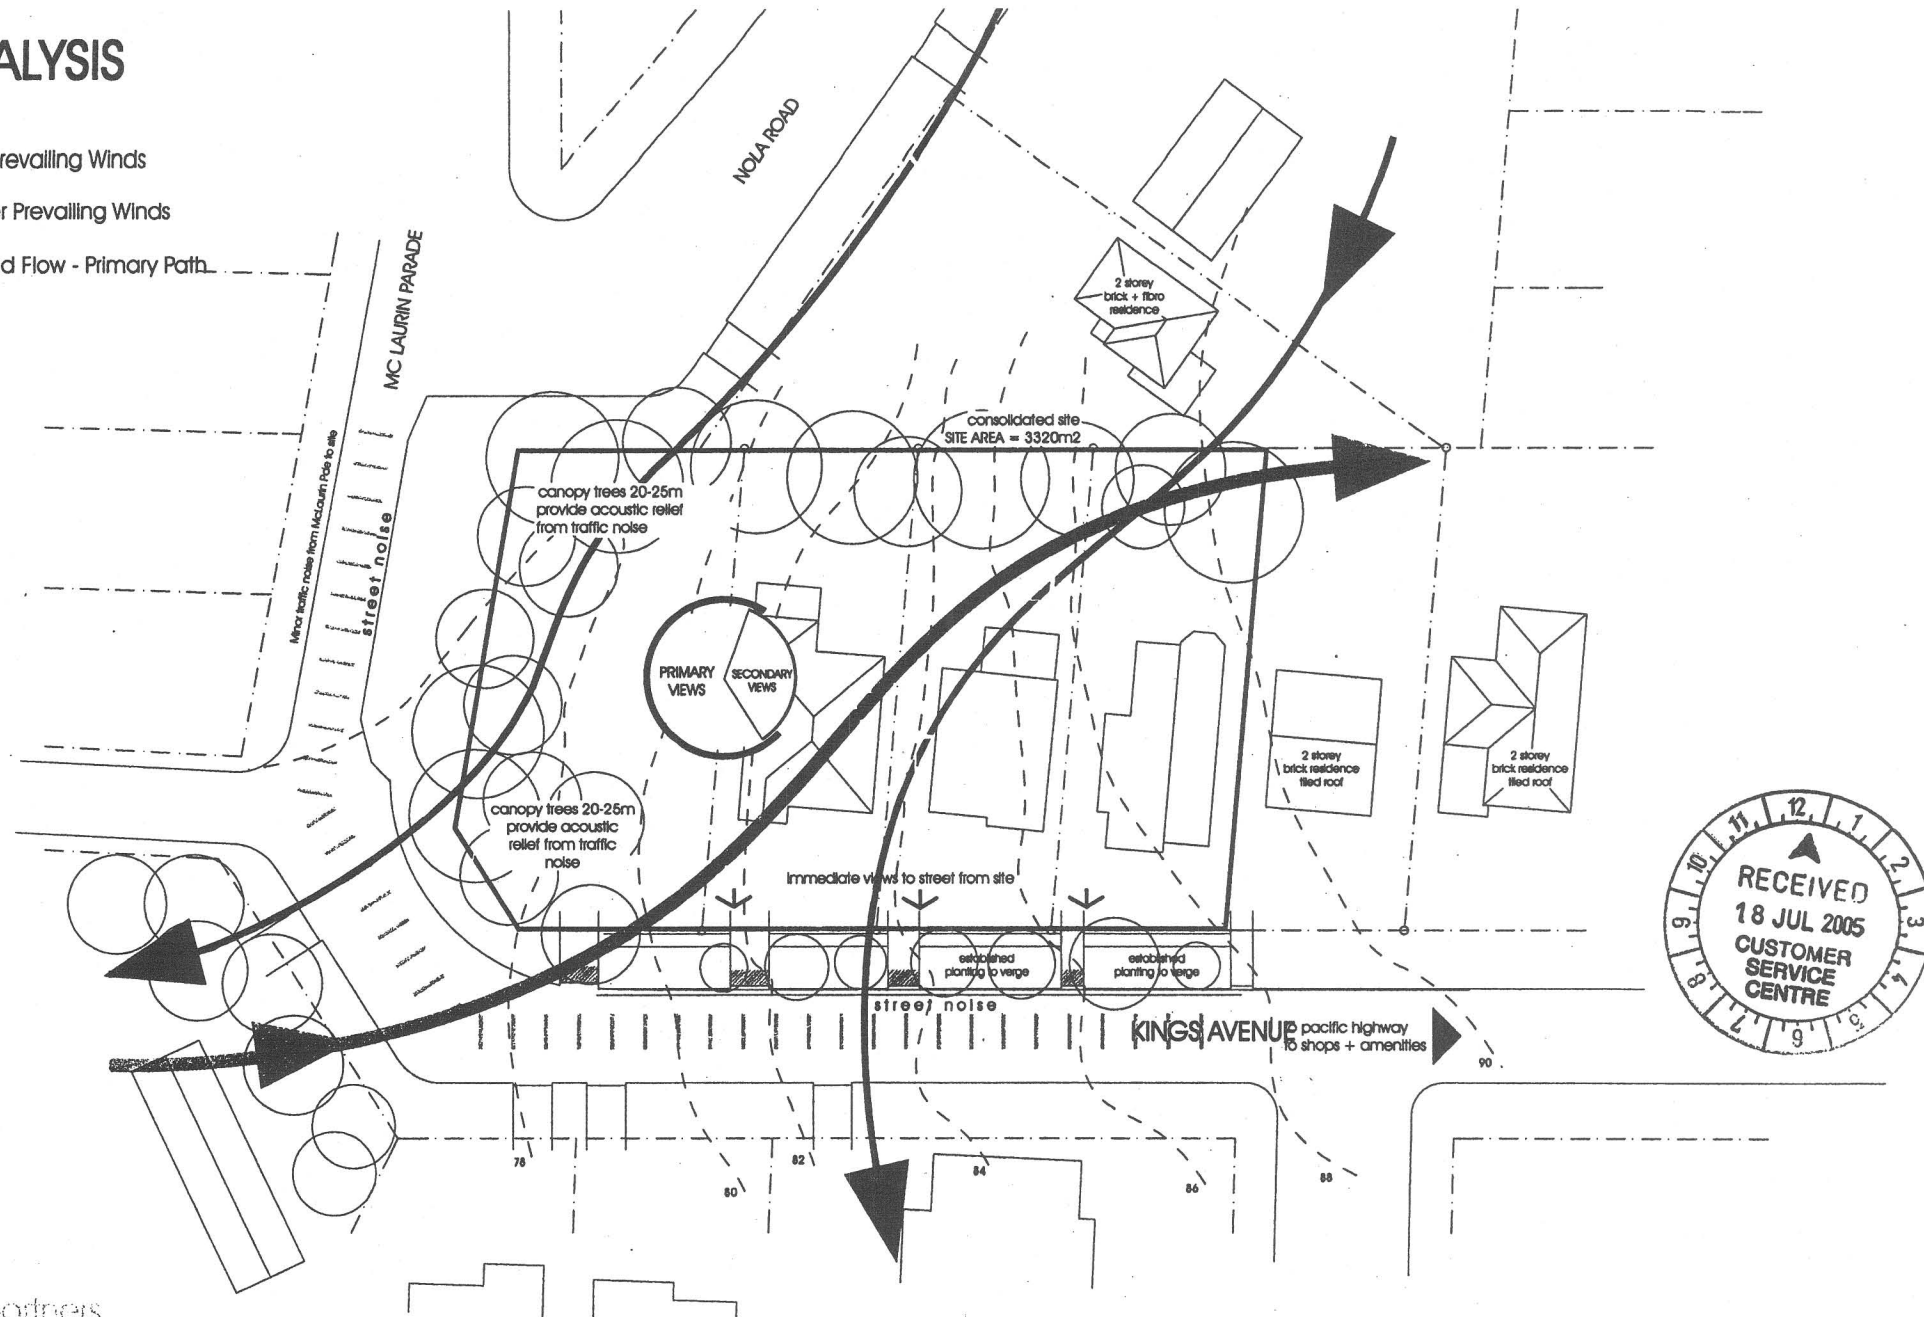 ALYSIS
revailing Winds
r Prevailing Winds
d Flow - Primary Path
NOLA ROAD
MC LAURIN PARADE
Minor traffic noise from McLaurin Pde to site
street noise
2 storey
brick + fibro
residence
consolidated site
SITE AREA = 3320m2
canopy trees 20-25m
provide acoustic relief
from traffic noise
PRIMARY
VIEWS
SECONDARY
VIEWS
2 storey
brick residence
tiled roof
2 storey
brick residence
tiled roof
canopy trees 20-25m
provide acoustic
relief from traffic
noise
immediate views to street from site
established
planting to verge
established
planting to verge
street noise
KINGS AVENUE
to pacific highway
to shops + amenities
78
80
82
84
86
88
90
12
1
2
3
4
5
6
7
8
9
10
11
RECEIVED
18 JUL 2005
CUSTOMER
SERVICE
CENTRE
partners